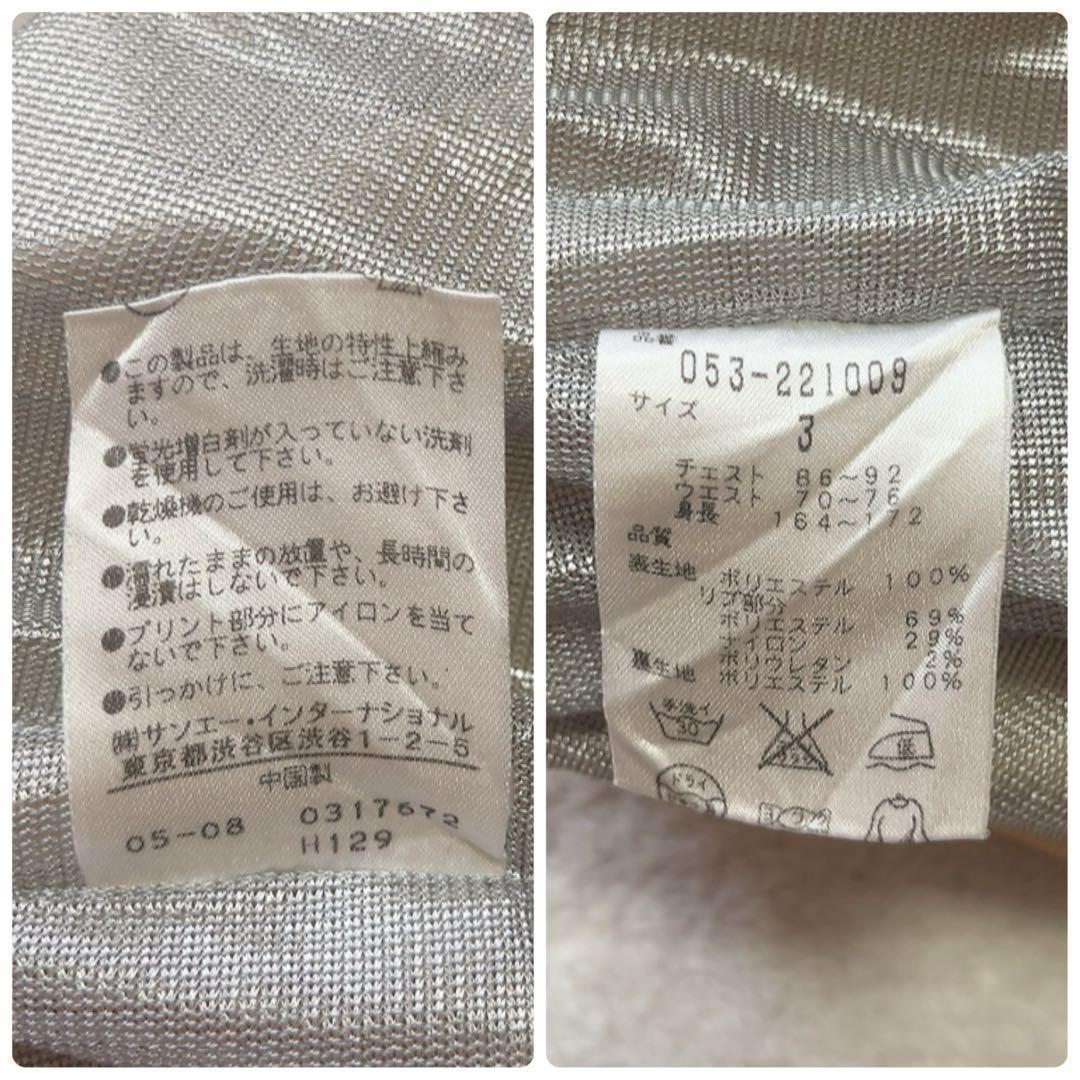 ●この製品は、生地の特性上縮み
ますので、洗濯時はご注意下さ
い。
●蛍光増白剤が入っていない洗剤
を使用して下さい。
●乾燥機のご使用は、お避け下さ
い。
●濡れたままの放置や、長時間の
浸漬はしないで下さい。
●プリント部分にアイロンを当て
ないで下さい。
●引っかけに、ご注意下さい。
㈱サンエー・インターナショナル
東京都渋谷区渋谷1-2-5
中国製
05-08 0317672
H129
品番
053-221009
サイズ
3
チェスト 86～92
ウエスト 70～76
身長 164～172
品質
表生地 ポリエステル 100%
リブ部分
ポリエステル 69%
ナイロン 29%
ポリウレタン 2%
裏生地 ポリエステル 100%
手洗イ
30
低
ドライ